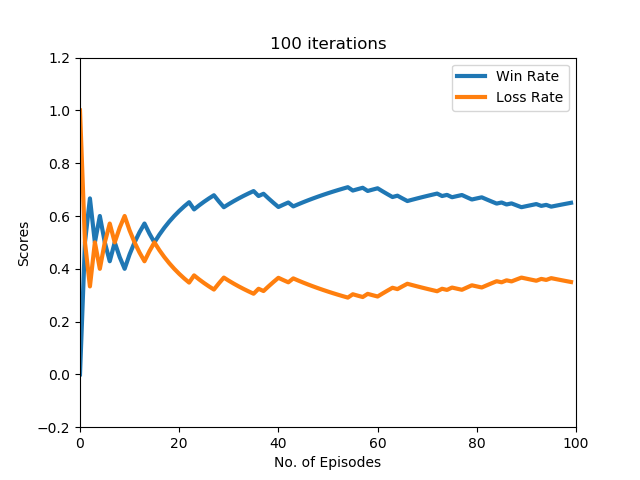 100 iterations
Win Rate
Loss Rate
Scores
1.2
1.0
0.8
0.6
0.4
0.2
0.0
−0.2
0 20 40 60 80 100
No. of Episodes